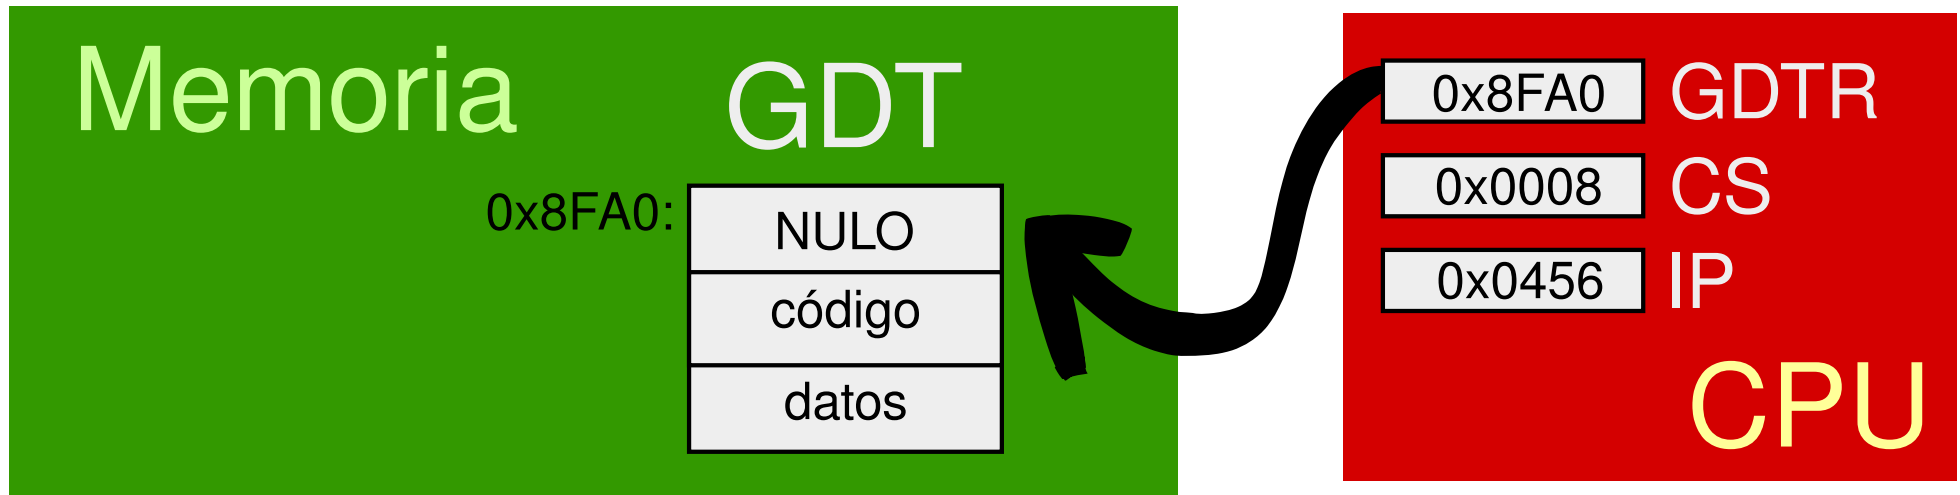 Memoria
GDT
0x8FA0:
NULO
código
datos
0x8FA0 GDTR
0x0008 CS
0x0456 IP
CPU